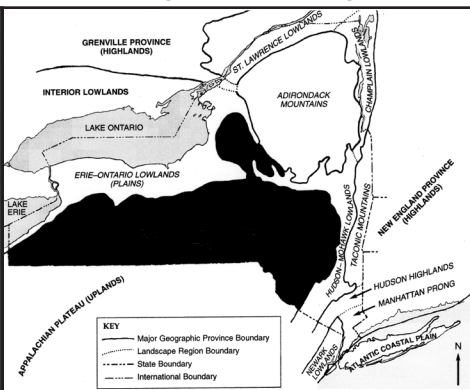 GRENVILLE PROVINCE
(HIGHLANDS)
ST. LAWRENCE LOWLANDS
CHAMPLAIN LOWLANDS
INTERIOR LOWLANDS
ADIRONDACK
MOUNTAINS
LAKE ONTARIO
ERIE–ONTARIO LOWLANDS
(PLAINS)
LAKE
ERIE
HUDSON–MOHAWK LOWLANDS
TACONIC MOUNTAINS
NEW ENGLAND PROVINCE
(HIGHLANDS)
APPALACHIAN PLATEAU (UPLANDS)
HUDSON HIGHLANDS
MANHATTAN PRONG
NEWARK
LOWLANDS
ATLANTIC COASTAL PLAIN
KEY
Major Geographic Province Boundary
Landscape Region Boundary
State Boundary
International Boundary
N